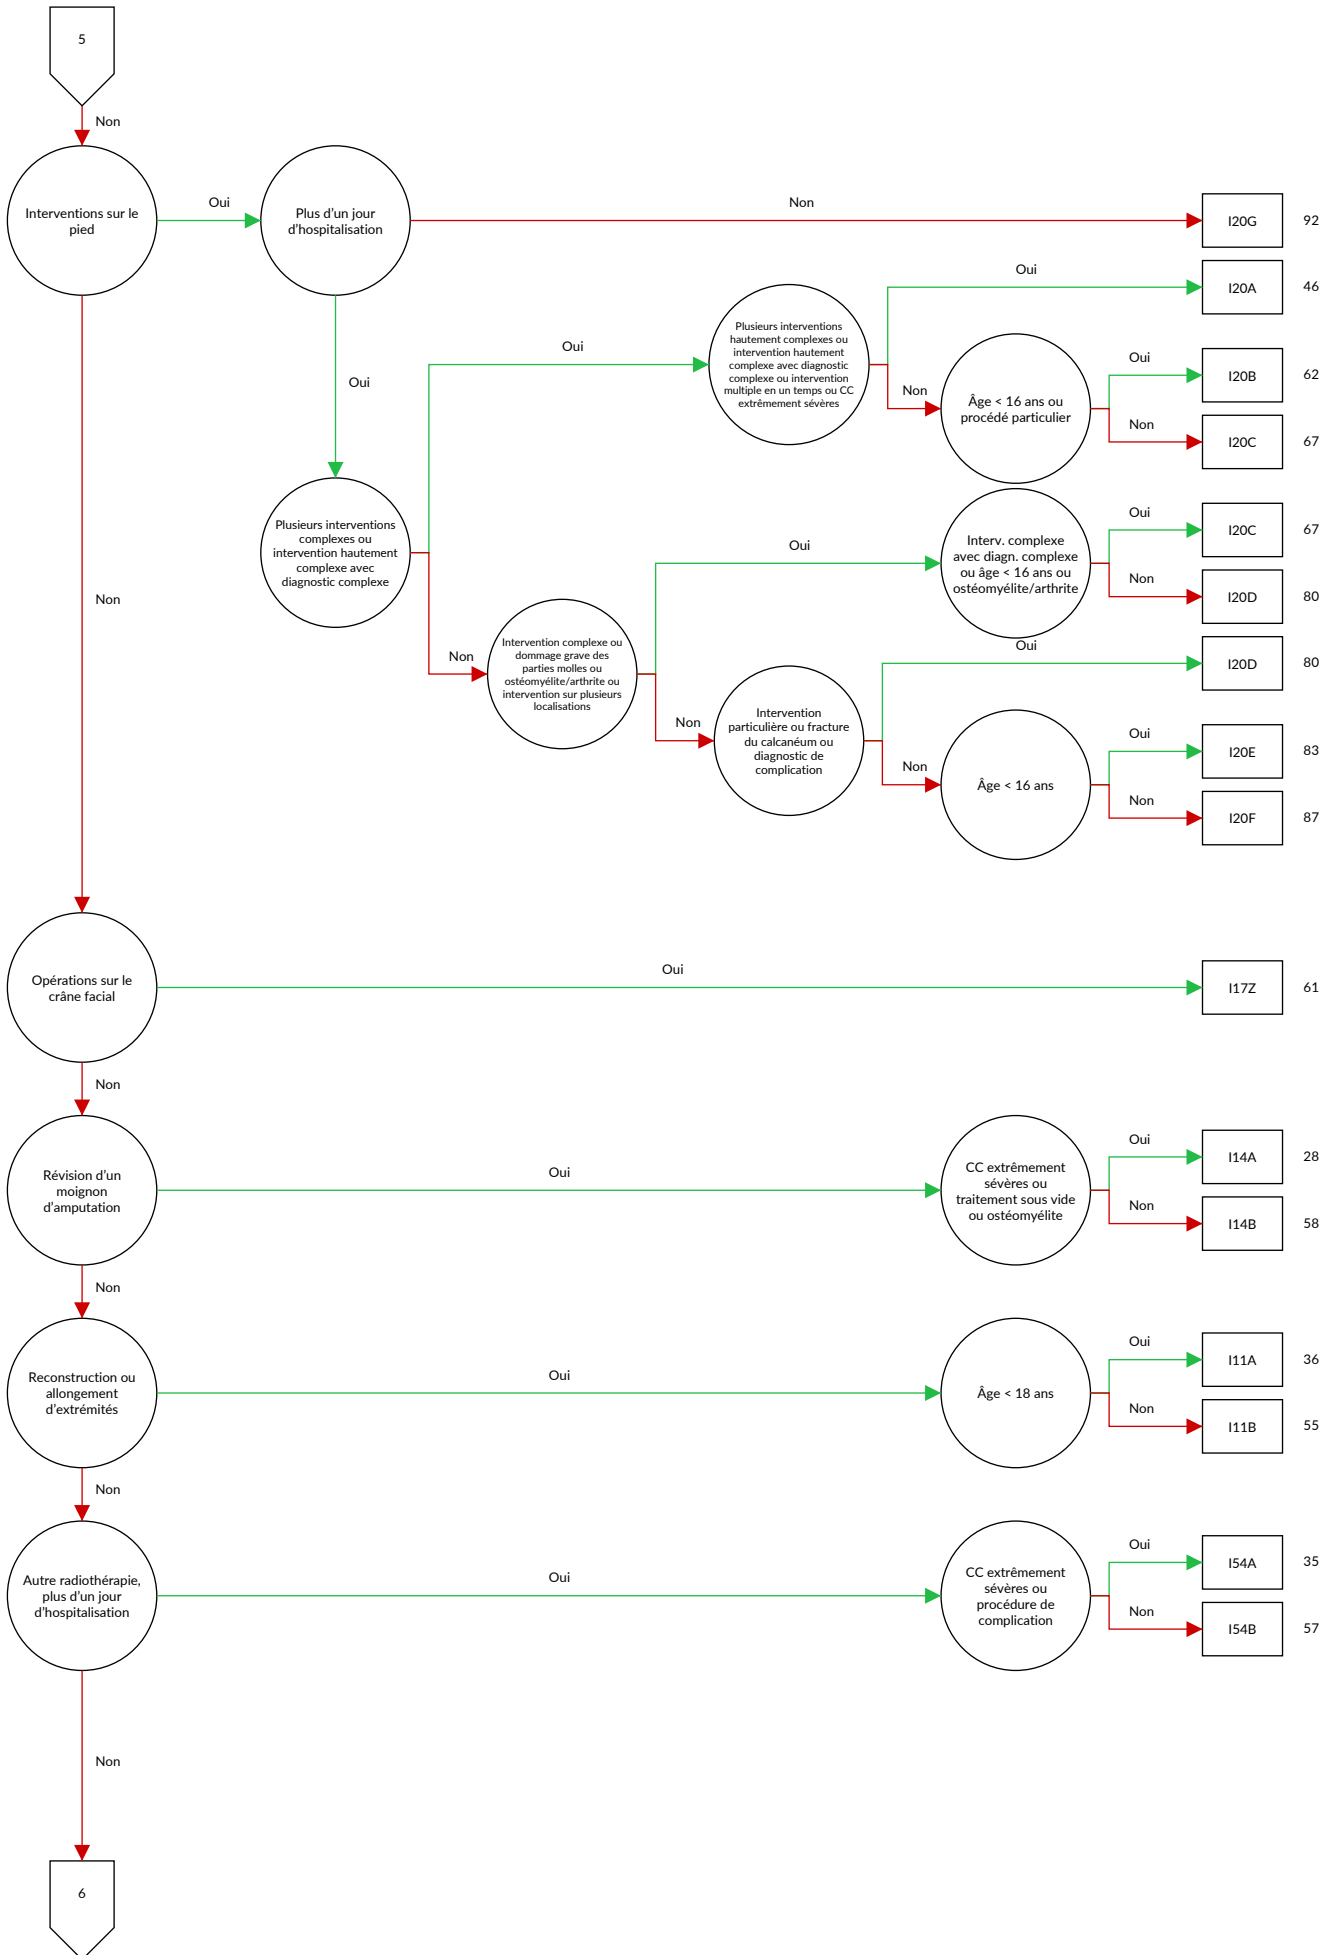 5
Non
Interventions sur le
pied
Oui
Plus d'un jour
d'hospitalisation
Non
I20G
92
Oui
Plusieurs interventions
hautement complexes ou
intervention hautement
complexe avec diagnostic
complexe ou intervention
multiple en un temps ou CC
extrêmement sévères
Oui
I20A
46
Non
Âge < 16 ans ou
procédé particulier
Oui
I20B
62
Non
I20C
67
Oui
Plusieurs interventions
complexes ou
intervention hautement
complexe avec
diagnostic complexe
Oui
Interv. complexe
avec diagn. complexe
ou âge < 16 ans ou
ostéomyélite/arthrite
Oui
I20C
67
Non
I20D
80
Non
Intervention complexe ou
dommage grave des
parties molles ou
ostéomyélite/arthrite ou
intervention sur plusieurs
localisations
Oui
I20D
80
Non
Intervention
particulière ou fracture
du calcanéum ou
diagnostic de
complication
Non
Âge < 16 ans
Oui
I20E
83
Non
I20F
87
Non
Opérations sur le
crâne facial
Oui
I17Z
61
Non
Révision d'un
moignon
d'amputation
Oui
CC extrêmement
sévères ou
traitement sous vide
ou ostéomyélite
Oui
I14A
28
Non
I14B
58
Non
Reconstruction ou
allongement
d'extrémités
Oui
Âge < 18 ans
Oui
I11A
36
Non
I11B
55
Non
Autre radiothérapie,
plus d'un jour
d'hospitalisation
Oui
CC extrêmement
sévères ou
procédure de
complication
Oui
I54A
35
Non
I54B
57
Non
6